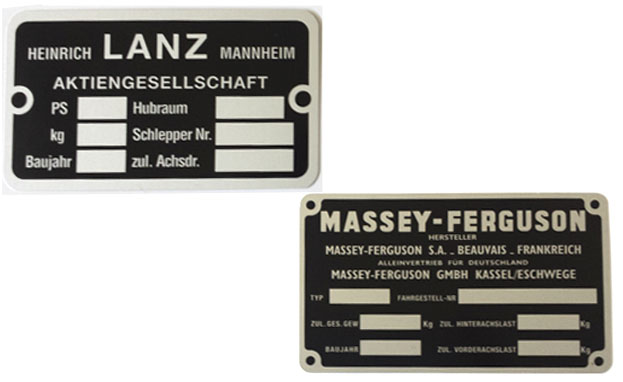 HEINRICH LANZ MANNHEIM
AKTIENGESELLSCHAFT
PS Hubraum
kg Schlepper Nr.
Baujahr zul. Achsdr.
MASSEY-FERGUSON
HERSTELLER
MASSEY-FERGUSON S.A. - BEAUVAIS - FRANKREICH
ALLEINVERTRIEB FÜR DEUTSCHLAND
MASSEY-FERGUSON GMBH KASSEL/ESCHWEGE
TYP FAHRGESTELL-NR
ZUL. GES. GEW Kg ZUL. HINTERACHSLAST Kg
BAUJAHR ZUL. VORDERACHSLAST Kg